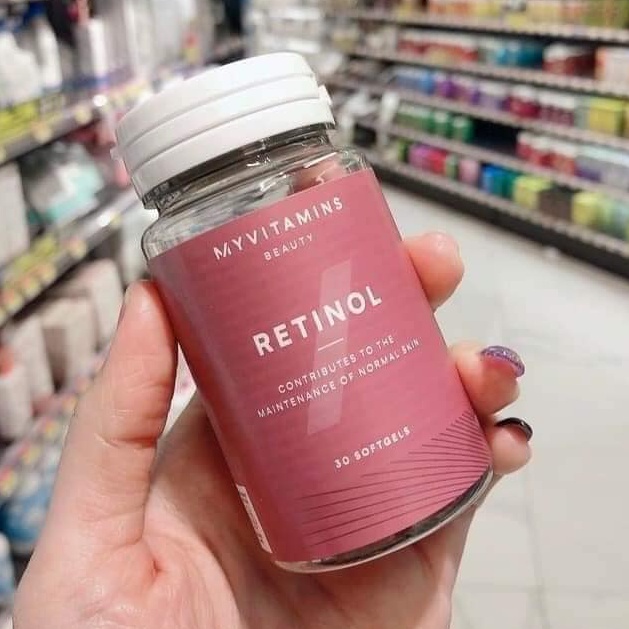 MYVITAMINS
BEAUTY
RETINOL
CONTRIBUTES TO THE
MAINTENANCE OF NORMAL SKIN
30 SOFTGELS